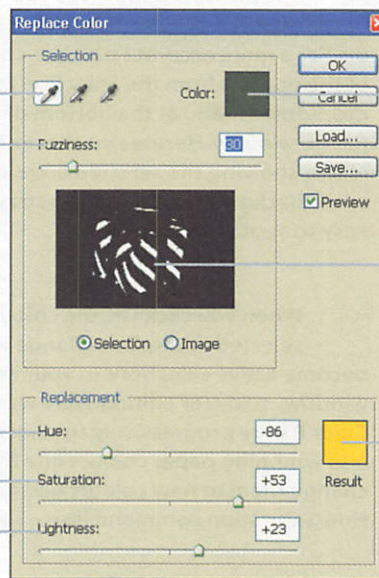 Replace Color
Selection
Color:
OK
Cancel
Fuzziness:
30
Load...
Save...
Preview
Selection
Image
Replacement
Hue:
-86
Saturation:
+53
Result
Lightness:
+23